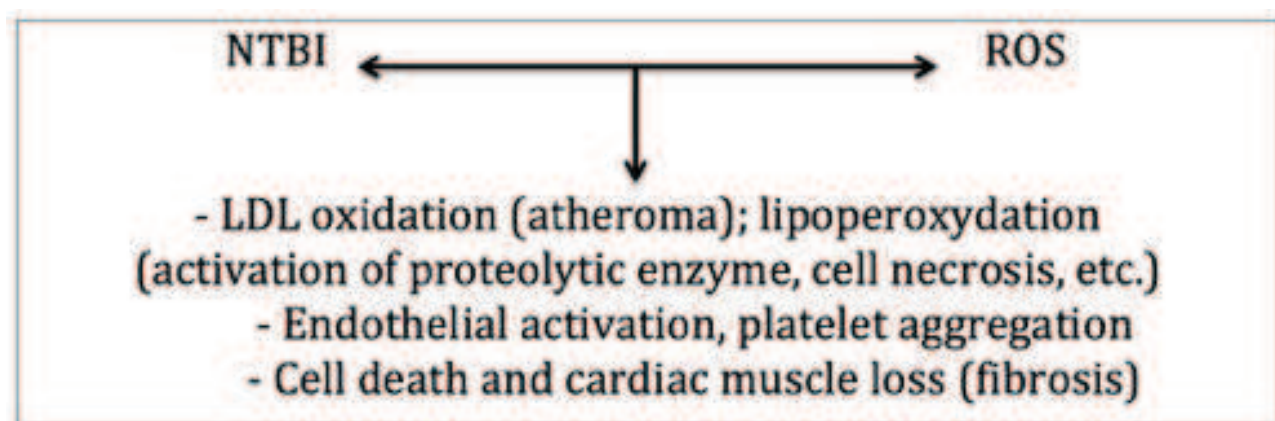 NTBI ROS
- LDL oxidation (atheroma); lipoperoxydation
(activation of proteolytic enzyme, cell necrosis, etc.)
- Endothelial activation, platelet aggregation
- Cell death and cardiac muscle loss (fibrosis)